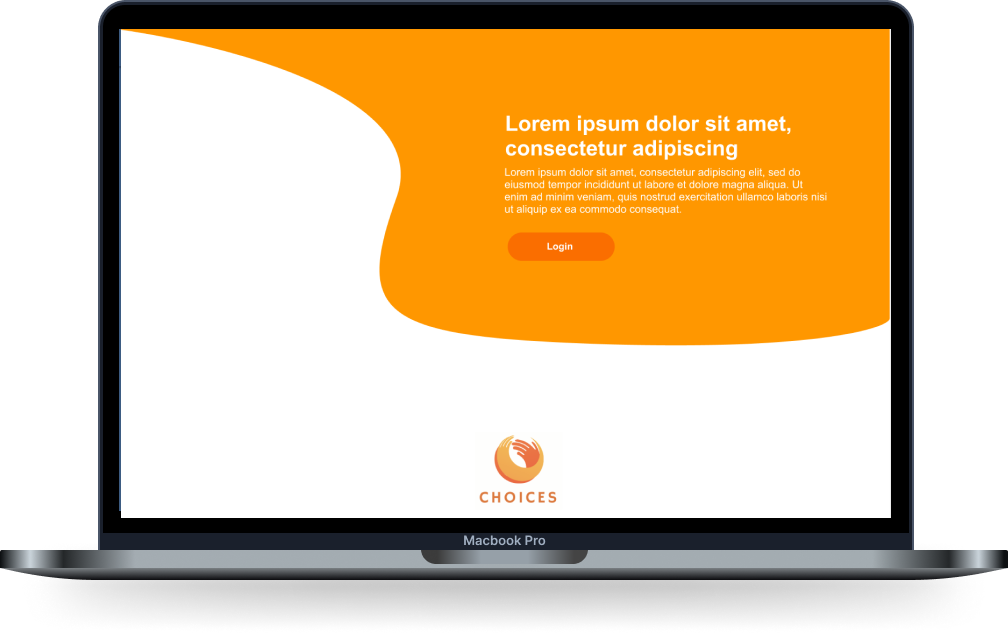 Lorem ipsum dolor sit amet,
consectetur adipiscing
Lorem ipsum dolor sit amet, consectetur adipiscing elit, sed do
eiusmod tempor incididunt ut labore et dolore magna aliqua. Ut
enim ad minim veniam, quis nostrud exercitation ullamco laboris nisi
ut aliquip ex ea commodo consequat.
Login
CHOICES
Macbook Pro